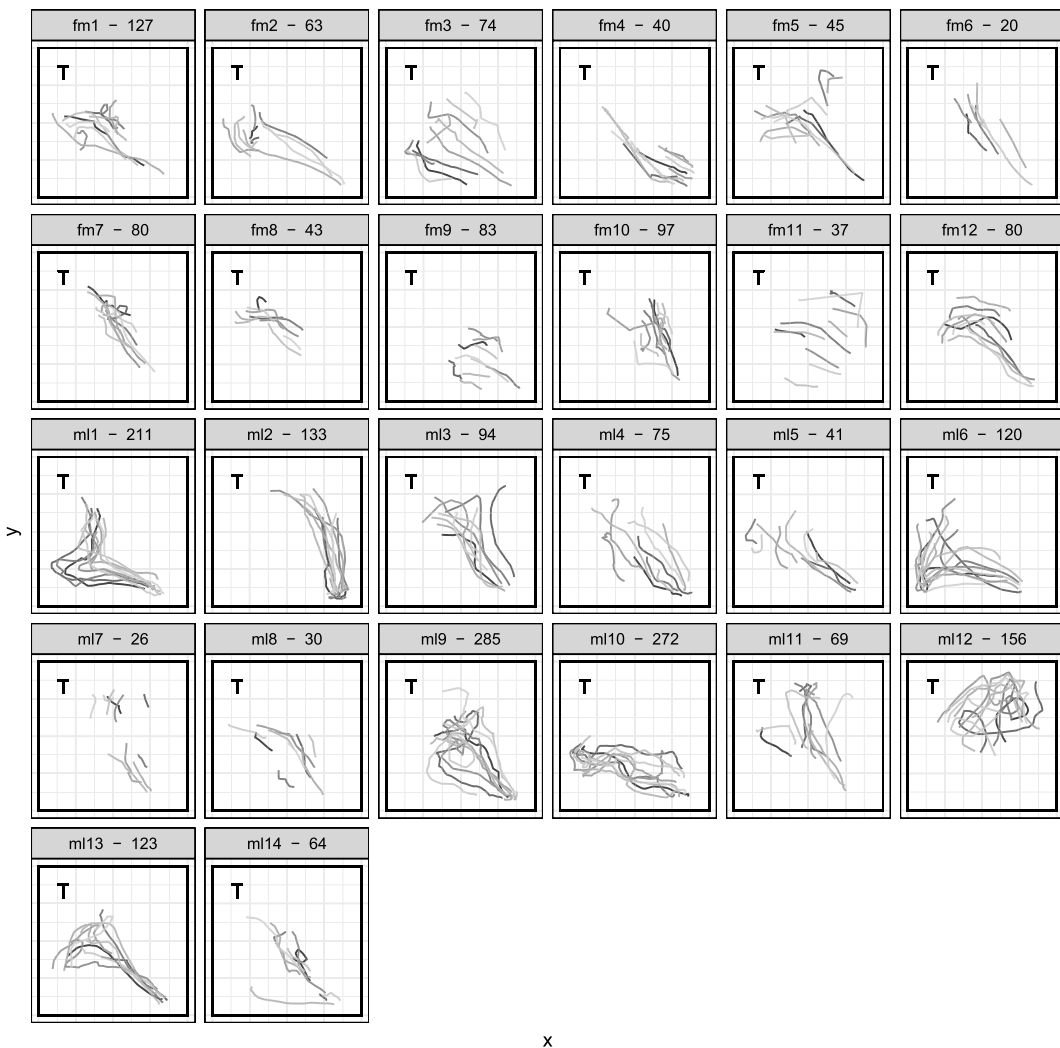 fm1 − 127 fm2 − 63 fm3 − 74 fm4 − 40 fm5 − 45 fm6 − 20
T T T T T T
fm7 − 80 fm8 − 43 fm9 − 83 fm10 − 97 fm11 − 37 fm12 − 80
T T T T T T
ml1 − 211 ml2 − 133 ml3 − 94 ml4 − 75 ml5 − 41 ml6 − 120
T T T T T T
y
ml7 − 26 ml8 − 30 ml9 − 285 ml10 − 272 ml11 − 69 ml12 − 156
T T T T T T
ml13 − 123 ml14 − 64
T T
x